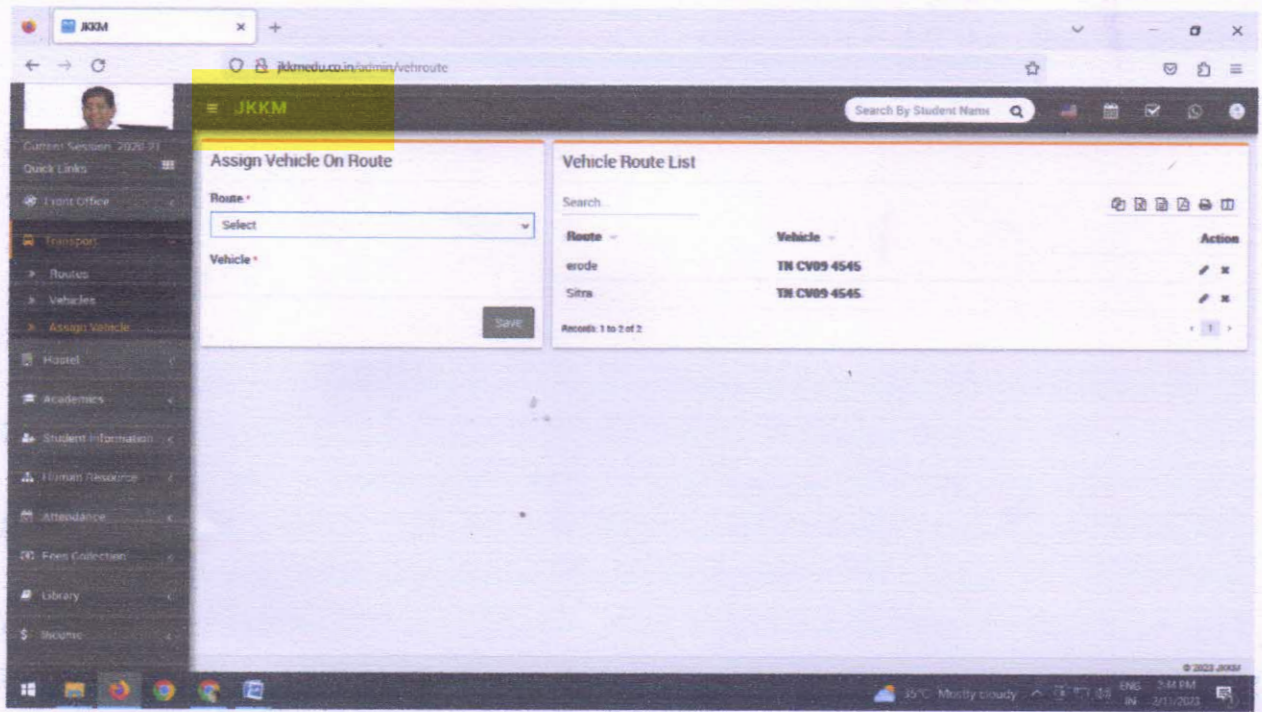 JKKM
jkkmedu.co.in/admin/vehroute
JKKM
Search By Student Name
Current Session: 2020-21
Quick Links
Front Office
Transport
Routes
Vehicles
Assign Vehicle
Hostel
Academics
Student Information
Human Resource
Attendance
Fees Collection
Library
$ Income
Assign Vehicle On Route
Route *
Select
Vehicle *
Save
Vehicle Route List
Search...
Route Vehicle Action
erode TN CV09 4545
Sitra TN CV09 4545
Records: 1 to 2 of 2
1
© 2023 JKKM
35°C Mostly cloudy
ENG
IN
2:44 PM